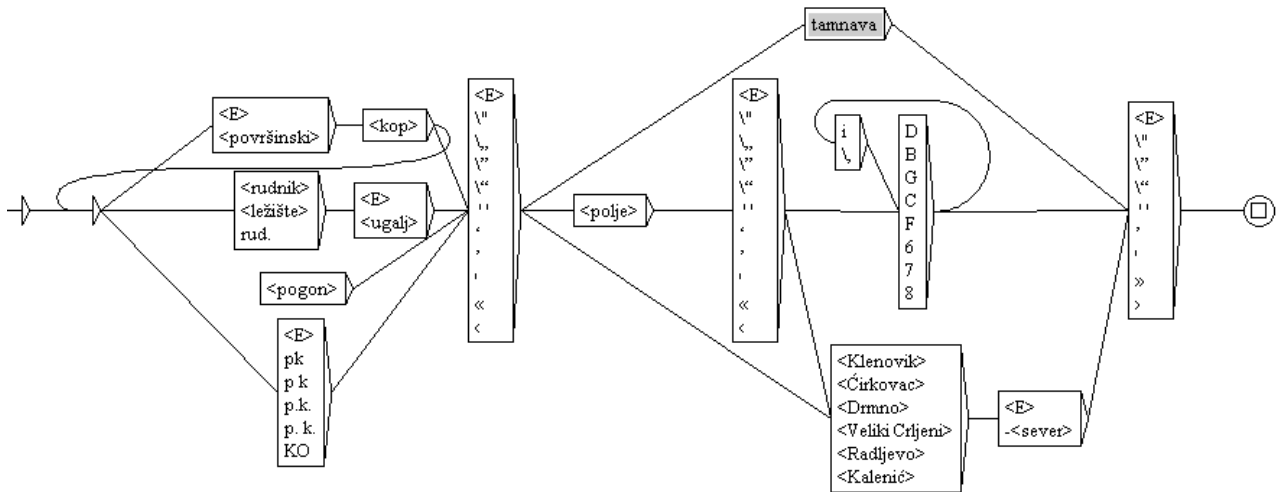 <E>
<površinski>
<kop>
<rudnik>
<ležište>
rud.
<E>
<ugalj>
<pogon>
<E>
pk
p k
p.k.
p. k.
KO
<E>
\"
\„
\”
\“
''
‘
’
'
«
<
tamnava
<polje>
<E>
\"
\„
\”
\“
''
‘
’
'
«
<
i
\,
D
B
G
C
F
6
7
8
<Klenovik>
<Ćirkovac>
<Drmno>
<Veliki Crljeni>
<Radljevo>
<Kalenić>
<E>
-<sever>
<E>
\"
\”
\“
''
‘
’
'
»
>